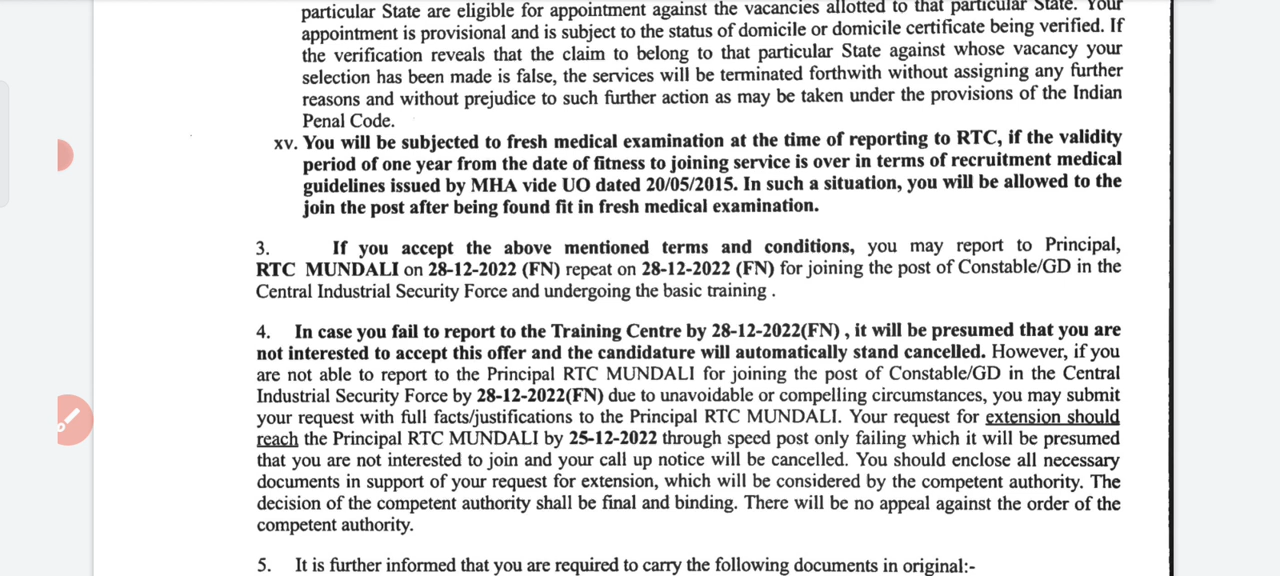 particular State are eligible for appointment against the vacancies allotted to that particular State. Your
appointment is provisional and is subject to the status of domicile or domicile certificate being verified. If
the verification reveals that the claim to belong to that particular State against whose vacancy your
selection has been made is false, the services will be terminated forthwith without assigning any further
reasons and without prejudice to such further action as may be taken under the provisions of the Indian
Penal Code.
xv. You will be subjected to fresh medical examination at the time of reporting to RTC, if the validity
period of one year from the date of fitness to joining service is over in terms of recruitment medical
guidelines issued by MHA vide UO dated 20/05/2015. In such a situation, you will be allowed to the
join the post after being found fit in fresh medical examination.
3. If you accept the above mentioned terms and conditions, you may report to Principal,
RTC MUNDALI on 28-12-2022 (FN) repeat on 28-12-2022 (FN) for joining the post of Constable/GD in the
Central Industrial Security Force and undergoing the basic training .
4. In case you fail to report to the Training Centre by 28-12-2022(FN) , it will be presumed that you are
not interested to accept this offer and the candidature will automatically stand cancelled. However, if you
are not able to report to the Principal RTC MUNDALI for joining the post of Constable/GD in the Central
Industrial Security Force by 28-12-2022(FN) due to unavoidable or compelling circumstances, you may submit
your request with full facts/justifications to the Principal RTC MUNDALI. Your request for extension should
reach the Principal RTC MUNDALI by 25-12-2022 through speed post only failing which it will be presumed
that you are not interested to join and your call up notice will be cancelled. You should enclose all necessary
documents in support of your request for extension, which will be considered by the competent authority. The
decision of the competent authority shall be final and binding. There will be no appeal against the order of the
competent authority.
5. It is further informed that you are required to carry the following documents in original:-